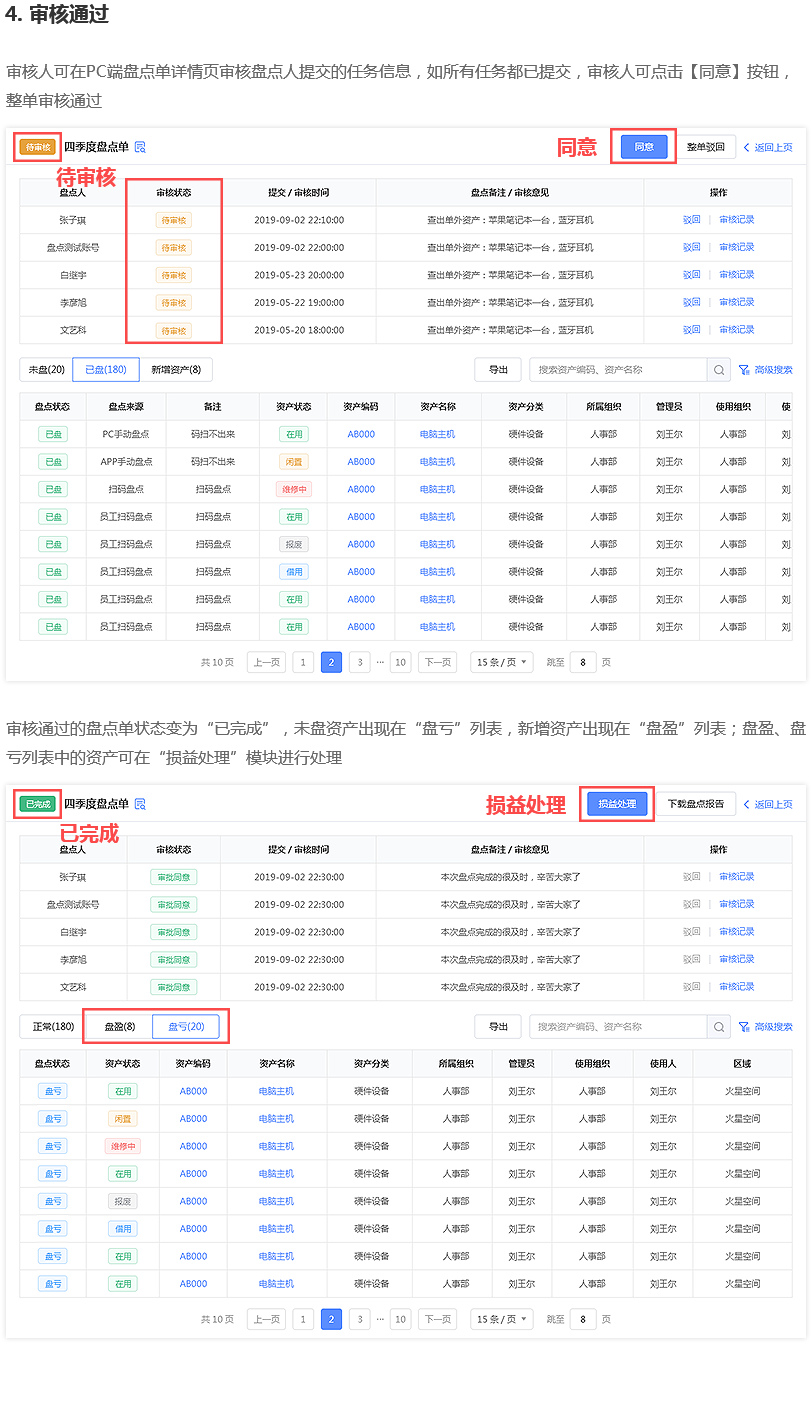 4. 审核通过
审核人可在PC端盘点单详情页审核盘点人提交的任务信息，如所有任务都已提交，审核人可点击【同意】按钮，
整单审核通过
待审核 四季度盘点单 同意 同意 整单驳回 返回上页
待审核
盘点人 审核状态 提交 / 审核时间 盘点备注 / 审核意见 操作
张子琪 待审核 2019-09-02 22:10:00 查出单外资产：苹果笔记本一台，蓝牙耳机 驳回 | 审核记录
盘点测试账号 待审核 2019-09-02 22:00:00 查出单外资产：苹果笔记本一台，蓝牙耳机 驳回 | 审核记录
白继宇 待审核 2019-05-23 20:00:00 查出单外资产：苹果笔记本一台，蓝牙耳机 驳回 | 审核记录
李彦旭 待审核 2019-05-22 19:00:00 查出单外资产：苹果笔记本一台，蓝牙耳机 驳回 | 审核记录
文艺科 待审核 2019-05-20 18:00:00 查出单外资产：苹果笔记本一台，蓝牙耳机 驳回 | 审核记录
未盘(20) 已盘(180) 新增资产(8) 导出 搜索资产编码、资产名称 高级搜索
盘点状态 盘点来源 备注 资产状态 资产编码 资产名称 资产分类 所属组织 管理员 使用组织 使
已盘 PC手动盘点 码扫不出来 在用 AB000 电脑主机 硬件设备 人事部 刘王尔 人事部 刘
已盘 APP手动盘点 码扫不出来 闲置 AB000 电脑主机 硬件设备 人事部 刘王尔 人事部 刘
已盘 扫码盘点 扫码盘点 维修中 AB000 电脑主机 硬件设备 人事部 刘王尔 人事部 刘
已盘 员工扫码盘点 扫码盘点 在用 AB000 电脑主机 硬件设备 人事部 刘王尔 人事部 刘
已盘 员工扫码盘点 扫码盘点 报废 AB000 电脑主机 硬件设备 人事部 刘王尔 人事部 刘
已盘 员工扫码盘点 扫码盘点 借用 AB000 电脑主机 硬件设备 人事部 刘王尔 人事部 刘
已盘 员工扫码盘点 扫码盘点 在用 AB000 电脑主机 硬件设备 人事部 刘王尔 人事部 刘
已盘 员工扫码盘点 扫码盘点 在用 AB000 电脑主机 硬件设备 人事部 刘王尔 人事部 刘
共 10 页 上一页 1 2 3 ··· 10 下一页 15 条 / 页 跳至 8 页
审核通过的盘点单状态变为“已完成”，未盘资产出现在“盘亏”列表，新增资产出现在“盘盈”列表；盘盈、盘
亏列表中的资产可在“损益处理”模块进行处理
已完成 四季度盘点单 损益处理 损益处理 下载盘点报告 返回上页
已完成
盘点人 审核状态 提交 / 审核时间 盘点备注 / 审核意见 操作
张子琪 审批同意 2019-09-02 22:30:00 本次盘点完成的很及时，辛苦大家了 驳回 | 审核记录
盘点测试账号 审批同意 2019-09-02 22:30:00 本次盘点完成的很及时，辛苦大家了 驳回 | 审核记录
白继宇 审批同意 2019-09-02 22:30:00 本次盘点完成的很及时，辛苦大家了 驳回 | 审核记录
李彦旭 审批同意 2019-09-02 22:30:00 本次盘点完成的很及时，辛苦大家了 驳回 | 审核记录
文艺科 审批同意 2019-09-02 22:30:00 本次盘点完成的很及时，辛苦大家了 驳回 | 审核记录
正常(180) 盘盈(8) 盘亏(20) 导出 搜索资产编码、资产名称 高级搜索
盘点状态 资产状态 资产编码 资产名称 资产分类 所属组织 管理员 使用组织 使用人 区域
盘亏 在用 AB000 电脑主机 硬件设备 人事部 刘王尔 人事部 刘王尔 火星空间
盘亏 闲置 AB000 电脑主机 硬件设备 人事部 刘王尔 人事部 刘王尔 火星空间
盘亏 维修中 AB000 电脑主机 硬件设备 人事部 刘王尔 人事部 刘王尔 火星空间
盘亏 在用 AB000 电脑主机 硬件设备 人事部 刘王尔 人事部 刘王尔 火星空间
盘亏 报废 AB000 电脑主机 硬件设备 人事部 刘王尔 人事部 刘王尔 火星空间
盘亏 借用 AB000 电脑主机 硬件设备 人事部 刘王尔 人事部 刘王尔 火星空间
盘亏 在用 AB000 电脑主机 硬件设备 人事部 刘王尔 人事部 刘王尔 火星空间
盘亏 在用 AB000 电脑主机 硬件设备 人事部 刘王尔 人事部 刘王尔 火星空间
共 10 页 上一页 1 2 3 ··· 10 下一页 15 条 / 页 跳至 8 页